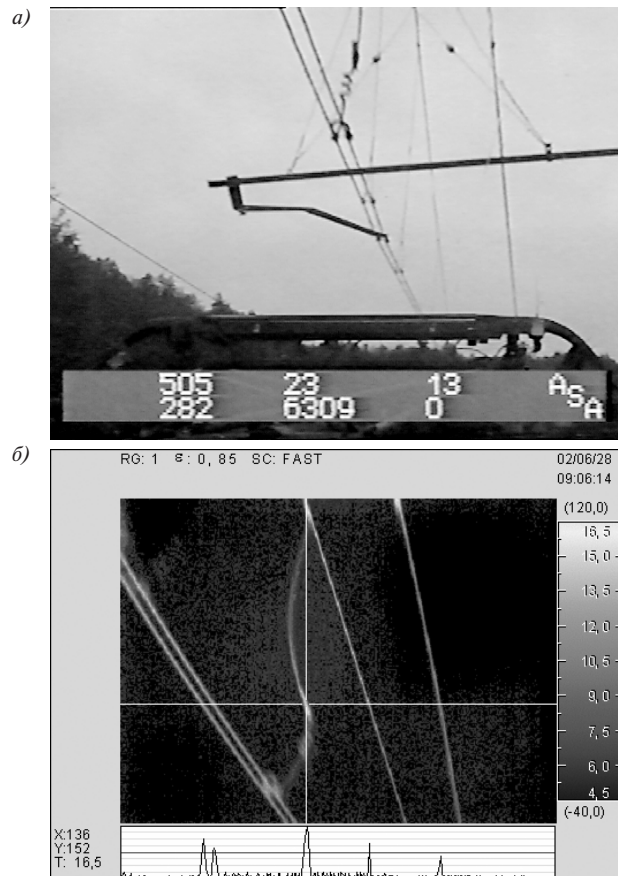 а)
505 23 13 ASA
282 6309 0
б)
RG: 1 ε: 0, 85 SC: FAST 02/06/28
09:06:14
(120,0)
16, 5
15, 0
13, 5
12, 0
10, 5
9, 0
7, 5
6, 0
4, 5
(-40,0)
X:136
Y:152
T: 16,5